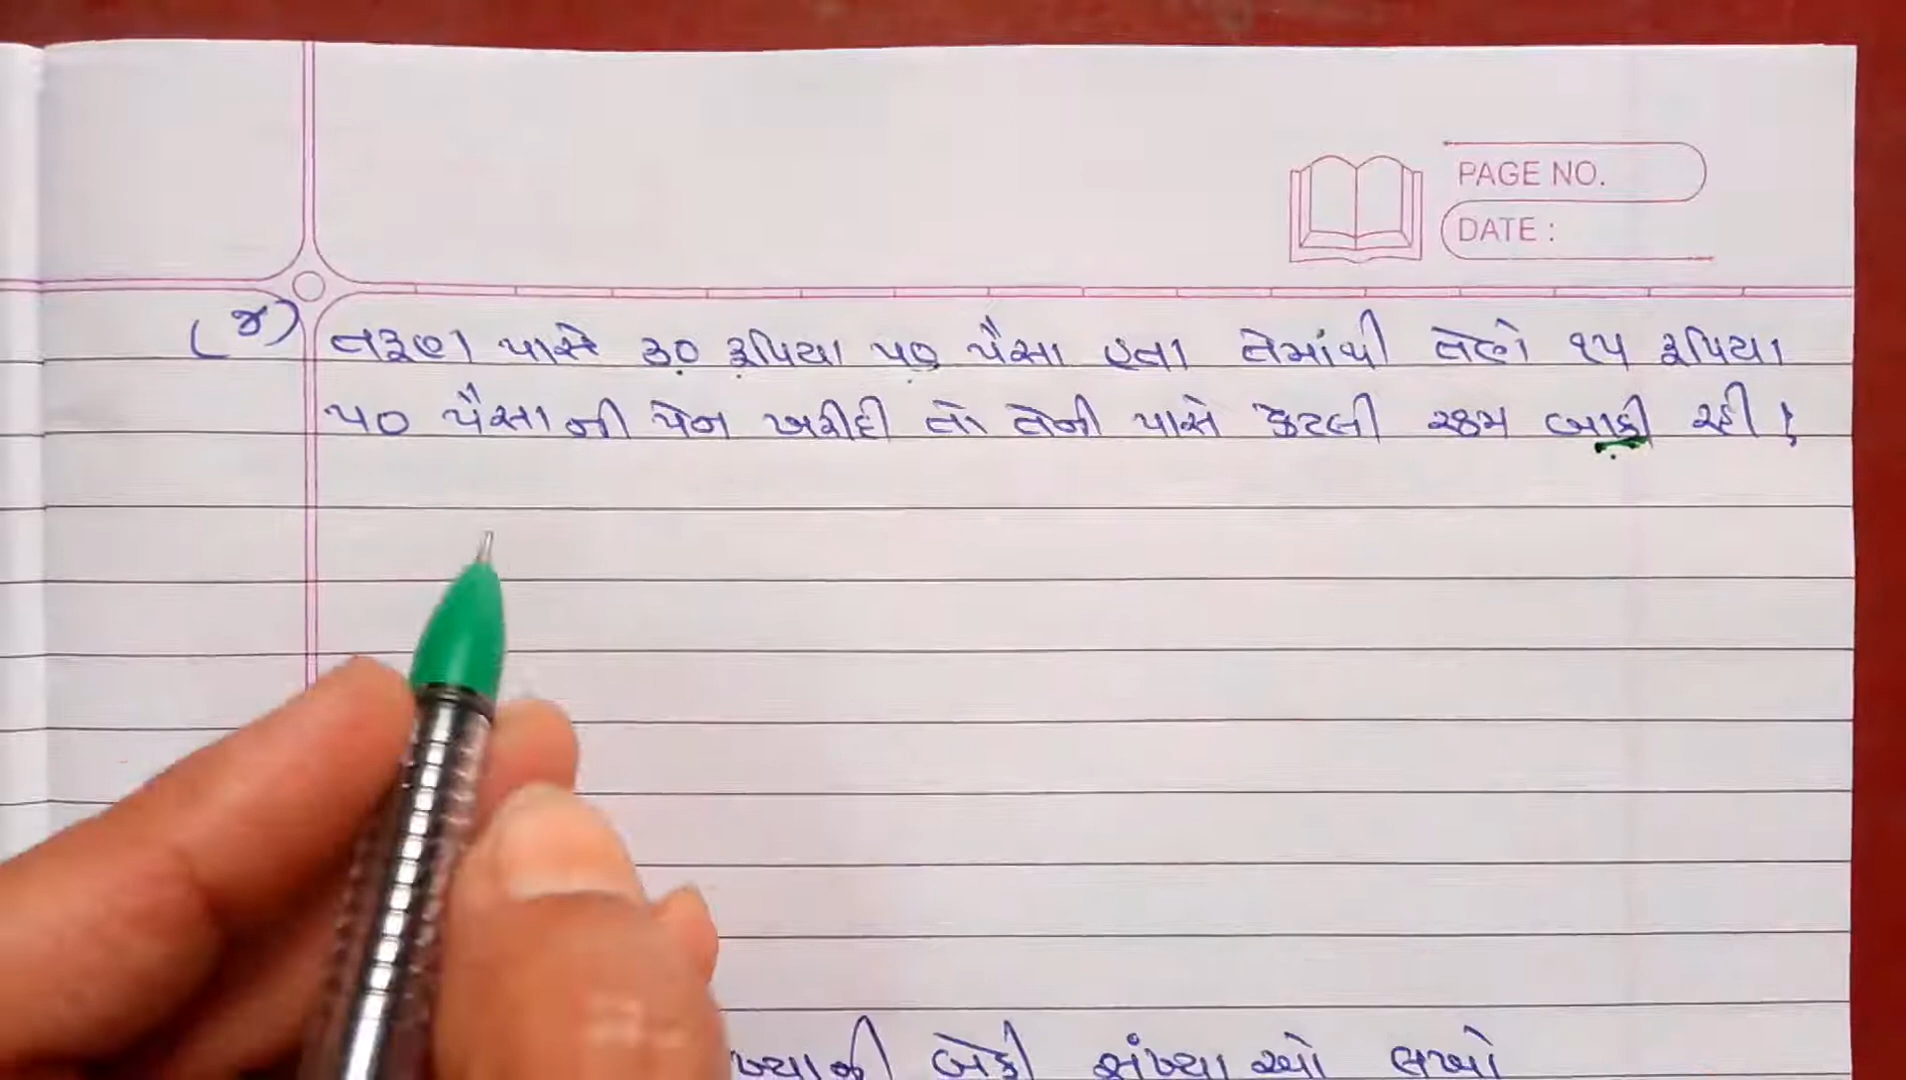 PAGE NO.
DATE :
(૪) તરૂણા પાસે ૩૦ રૂપિયા ૫૦ પૈસા હતા તેમાંથી તેણે ૧૫ રૂપિયા
૫૦ પૈસાની પેન ખરીદી તો તેની પાસે કેટલી રકમ બાકી રહી ?
બેકી સંખ્યાઓ લખો